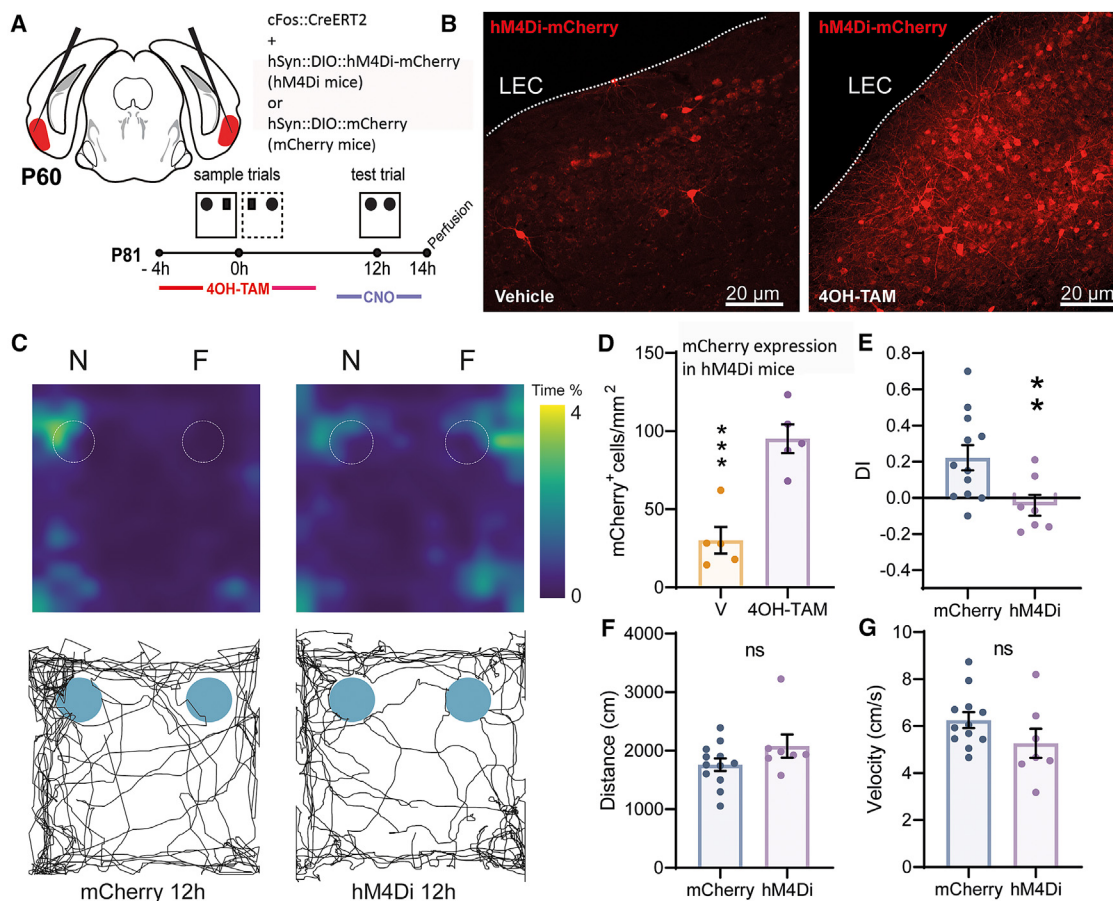 A
cFos::CreERT2
+
hSyn::DIO::hM4Di-mCherry
(hM4Di mice)
or
hSyn::DIO::mCherry
(mCherry mice)
P60
sample trials
test trial
P81
- 4h
0h
12h
14h
Perfusion
4OH-TAM
CNO
B
hM4Di-mCherry
LEC
Vehicle
20 µm
hM4Di-mCherry
LEC
4OH-TAM
20 µm
C
N
F
N
F
Time %
4
0
mCherry 12h
hM4Di 12h
D
mCherry expression
in hM4Di mice
mCherry+cells/mm2
150
100
50
0
***
V
4OH-TAM
E
DI
0.8
0.6
0.4
0.2
0.0
-0.2
-0.4
**
mCherry
hM4Di
F
Distance (cm)
4000
3000
2000
1000
0
ns
mCherry
hM4Di
G
Velocity (cm/s)
10
8
6
4
2
0
ns
mCherry
hM4Di